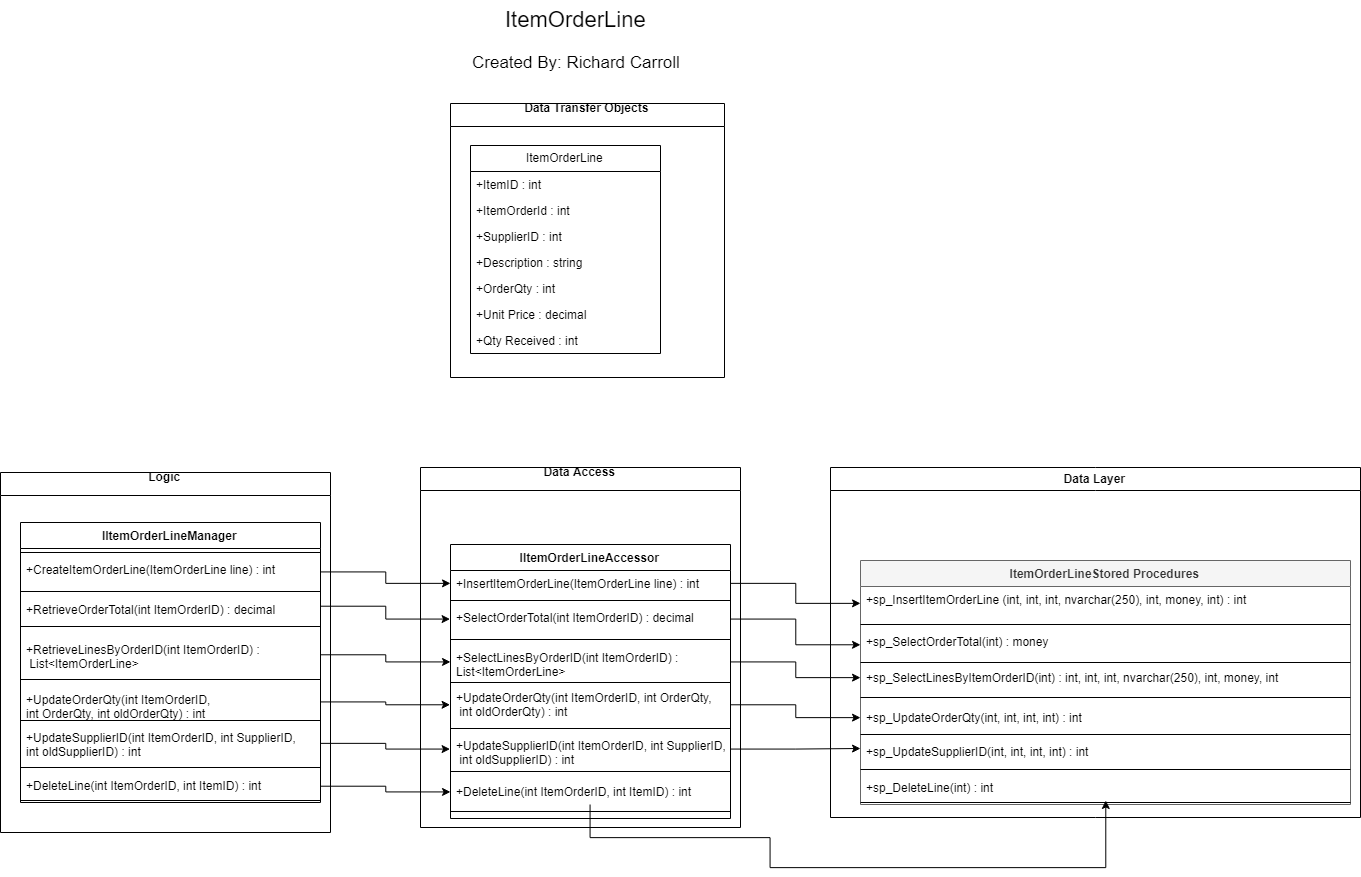 ItemOrderLine
Created By: Richard Carroll
Data Transfer Objects
ItemOrderLine
+ItemID : int
+ItemOrderId : int
+SupplierID : int
+Description : string
+OrderQty : int
+Unit Price : decimal
+Qty Received : int
Logic
IItemOrderLineManager
+CreateItemOrderLine(ItemOrderLine line) : int
+RetrieveOrderTotal(int ItemOrderID) : decimal
+RetrieveLinesByOrderID(int ItemOrderID) :
List<ItemOrderLine>
+UpdateOrderQty(int ItemOrderID,
int OrderQty, int oldOrderQty) : int
+UpdateSupplierID(int ItemOrderID, int SupplierID,
int oldSupplierID) : int
+DeleteLine(int ItemOrderID, int ItemID) : int
Data Access
IItemOrderLineAccessor
+InsertItemOrderLine(ItemOrderLine line) : int
+SelectOrderTotal(int ItemOrderID) : decimal
+SelectLinesByOrderID(int ItemOrderID) :
List<ItemOrderLine>
+UpdateOrderQty(int ItemOrderID, int OrderQty,
int oldOrderQty) : int
+UpdateSupplierID(int ItemOrderID, int SupplierID,
int oldSupplierID) : int
+DeleteLine(int ItemOrderID, int ItemID) : int
Data Layer
ItemOrderLineStored Procedures
+sp_InsertItemOrderLine (int, int, int, nvarchar(250), int, money, int) : int
+sp_SelectOrderTotal(int) : money
+sp_SelectLinesByItemOrderID(int) : int, int, int, nvarchar(250), int, money, int
+sp_UpdateOrderQty(int, int, int, int) : int
+sp_UpdateSupplierID(int, int, int, int) : int
+sp_DeleteLine(int) : int